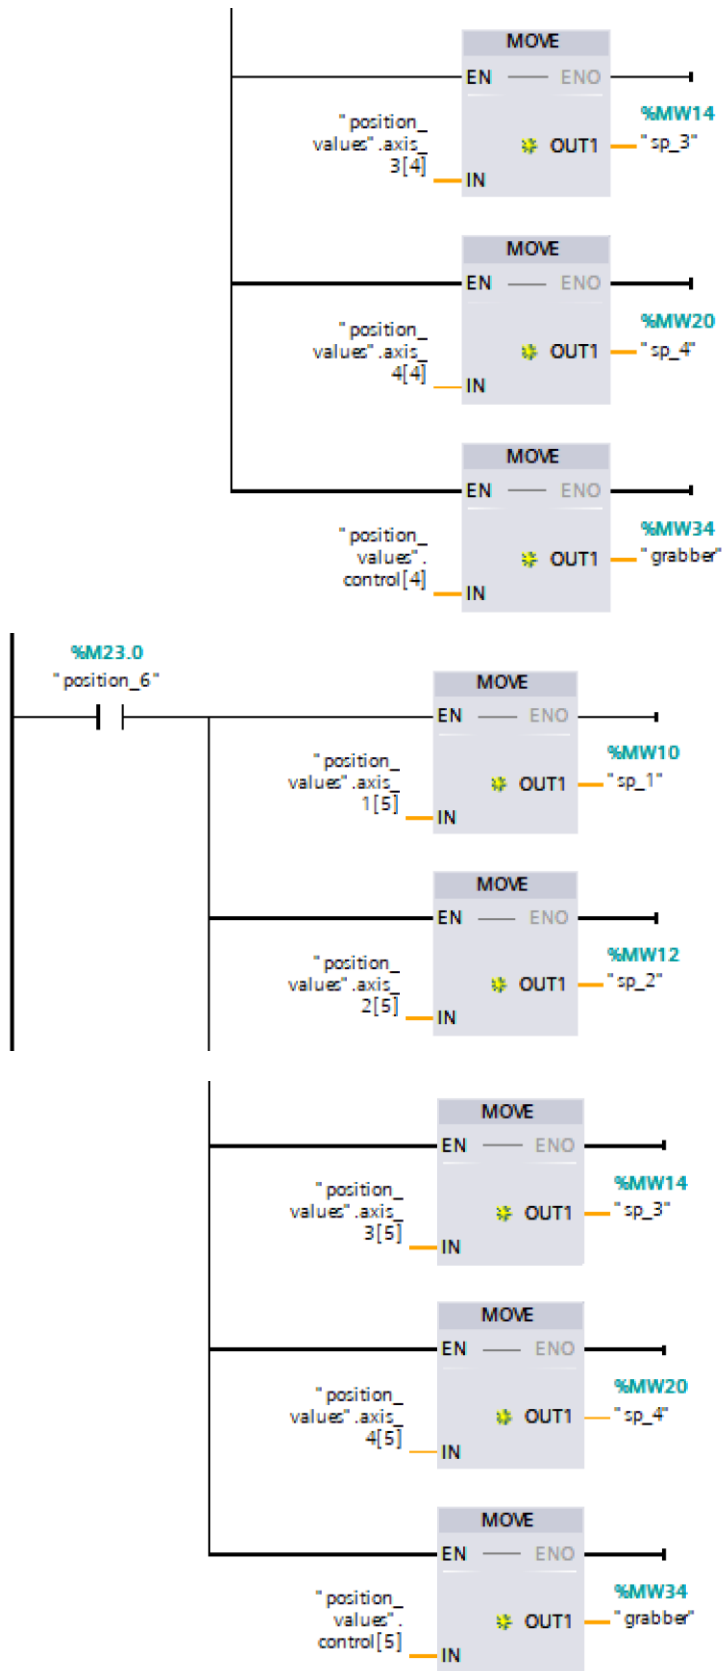 MOVE
EN ENO
%MW14
"position_
values".axis_
3[4]
OUT1
"sp_3"
IN
MOVE
EN ENO
%MW20
"position_
values".axis_
4[4]
OUT1
"sp_4"
IN
MOVE
EN ENO
%MW34
"position_
values".
control[4]
OUT1
"grabber"
IN
%M23.0
"position_6"
MOVE
EN ENO
%MW10
"position_
values".axis_
1[5]
OUT1
"sp_1"
IN
MOVE
EN ENO
%MW12
"position_
values".axis_
2[5]
OUT1
"sp_2"
IN
MOVE
EN ENO
%MW14
"position_
values".axis_
3[5]
OUT1
"sp_3"
IN
MOVE
EN ENO
%MW20
"position_
values".axis_
4[5]
OUT1
"sp_4"
IN
MOVE
EN ENO
%MW34
"position_
values".
control[5]
OUT1
"grabber"
IN